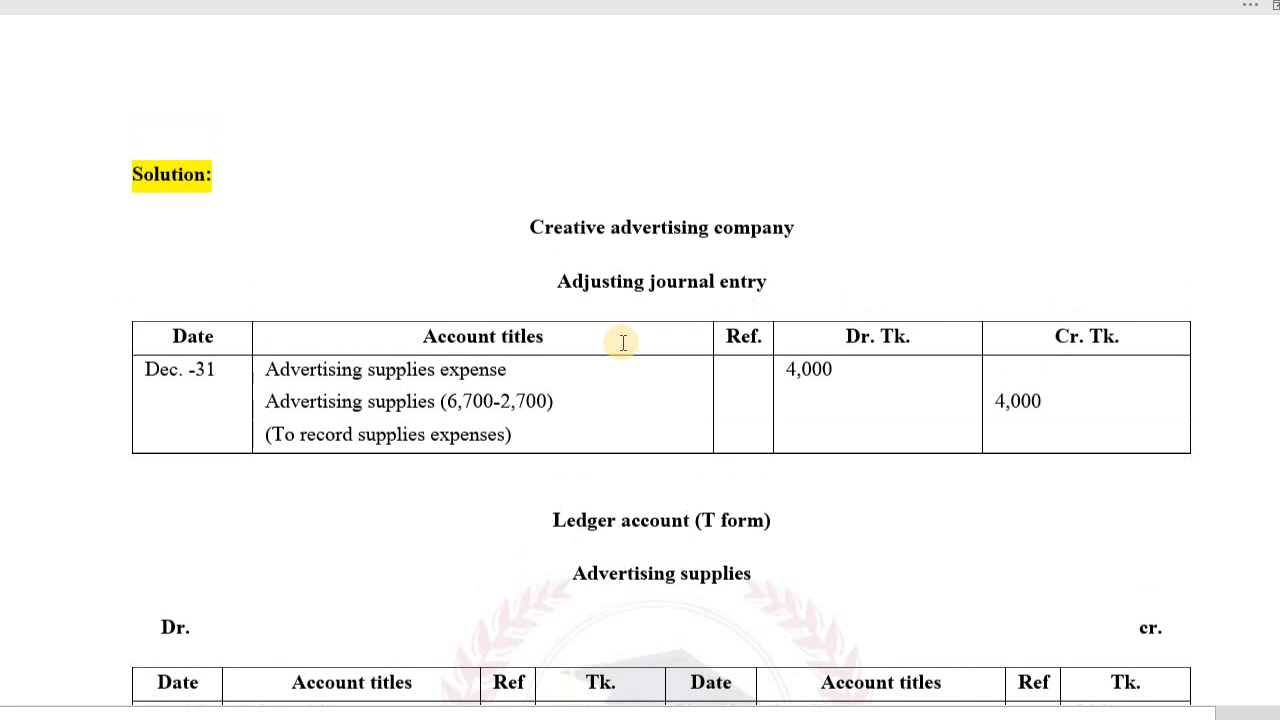 Solution:
Creative advertising company
Adjusting journal entry
Date Account titles Ref. Dr. Tk. Cr. Tk.
Dec. -31 Advertising supplies expense 4,000
Advertising supplies (6,700-2,700) 4,000
(To record supplies expenses)
Ledger account (T form)
Advertising supplies
Dr. cr.
Date Account titles Ref Tk. Date Account titles Ref Tk.